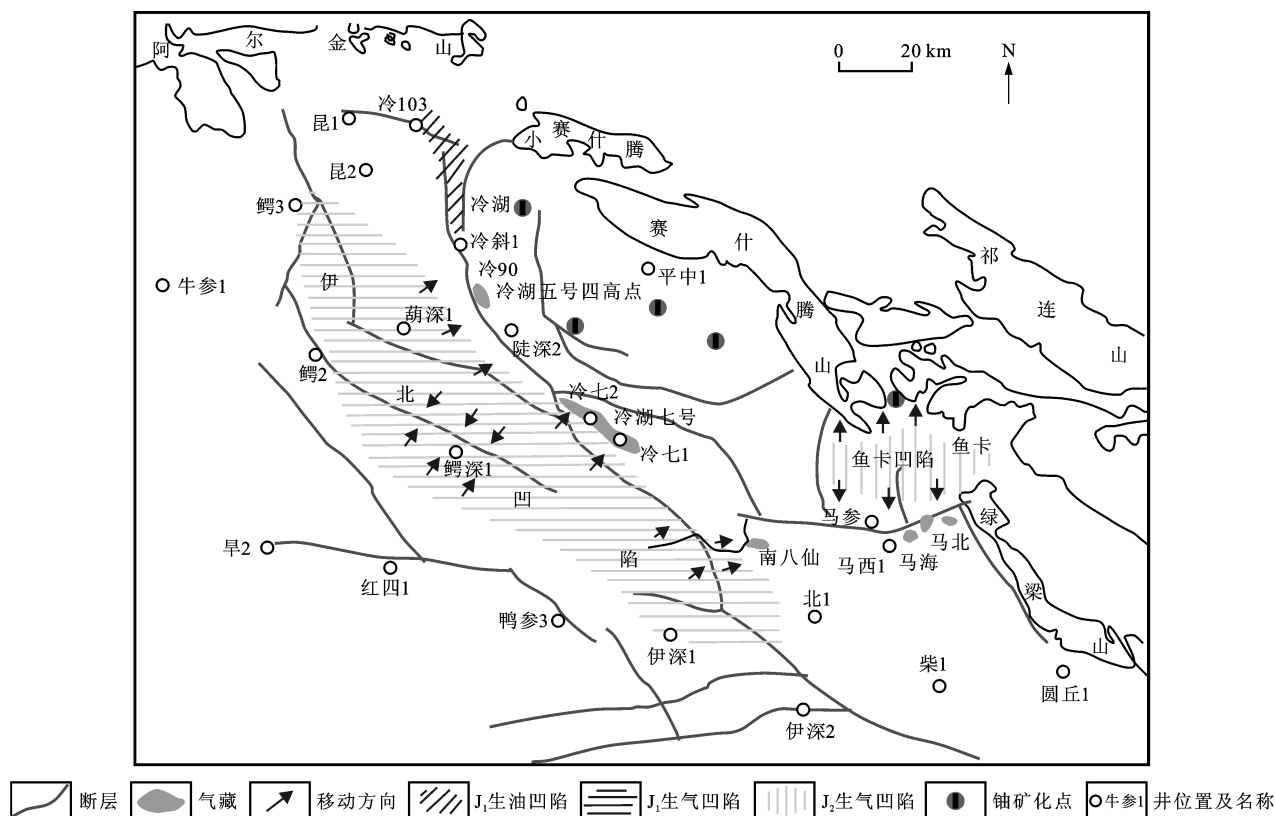 阿尔金山
0 20 km
N
冷103
昆1
小赛什腾
昆2
鳄3
冷湖
赛什腾山
祁连山
冷斜1
平中1
冷90
牛参1
伊北凹陷
冷湖五号四高点
葫深1
陡深2
鳄2
冷七2
冷湖七号
冷七1
鱼卡
鱼卡凹陷
鳄深1
马参
绿梁山
马北
旱2
南八仙
马西1
马海
红四1
北1
鸭参3
伊深1
柴1
圆丘1
伊深2
断层
气藏
移动方向
J₁生油凹陷
J₁生气凹陷
J₂生气凹陷
铀矿化点
牛参1
井位置及名称